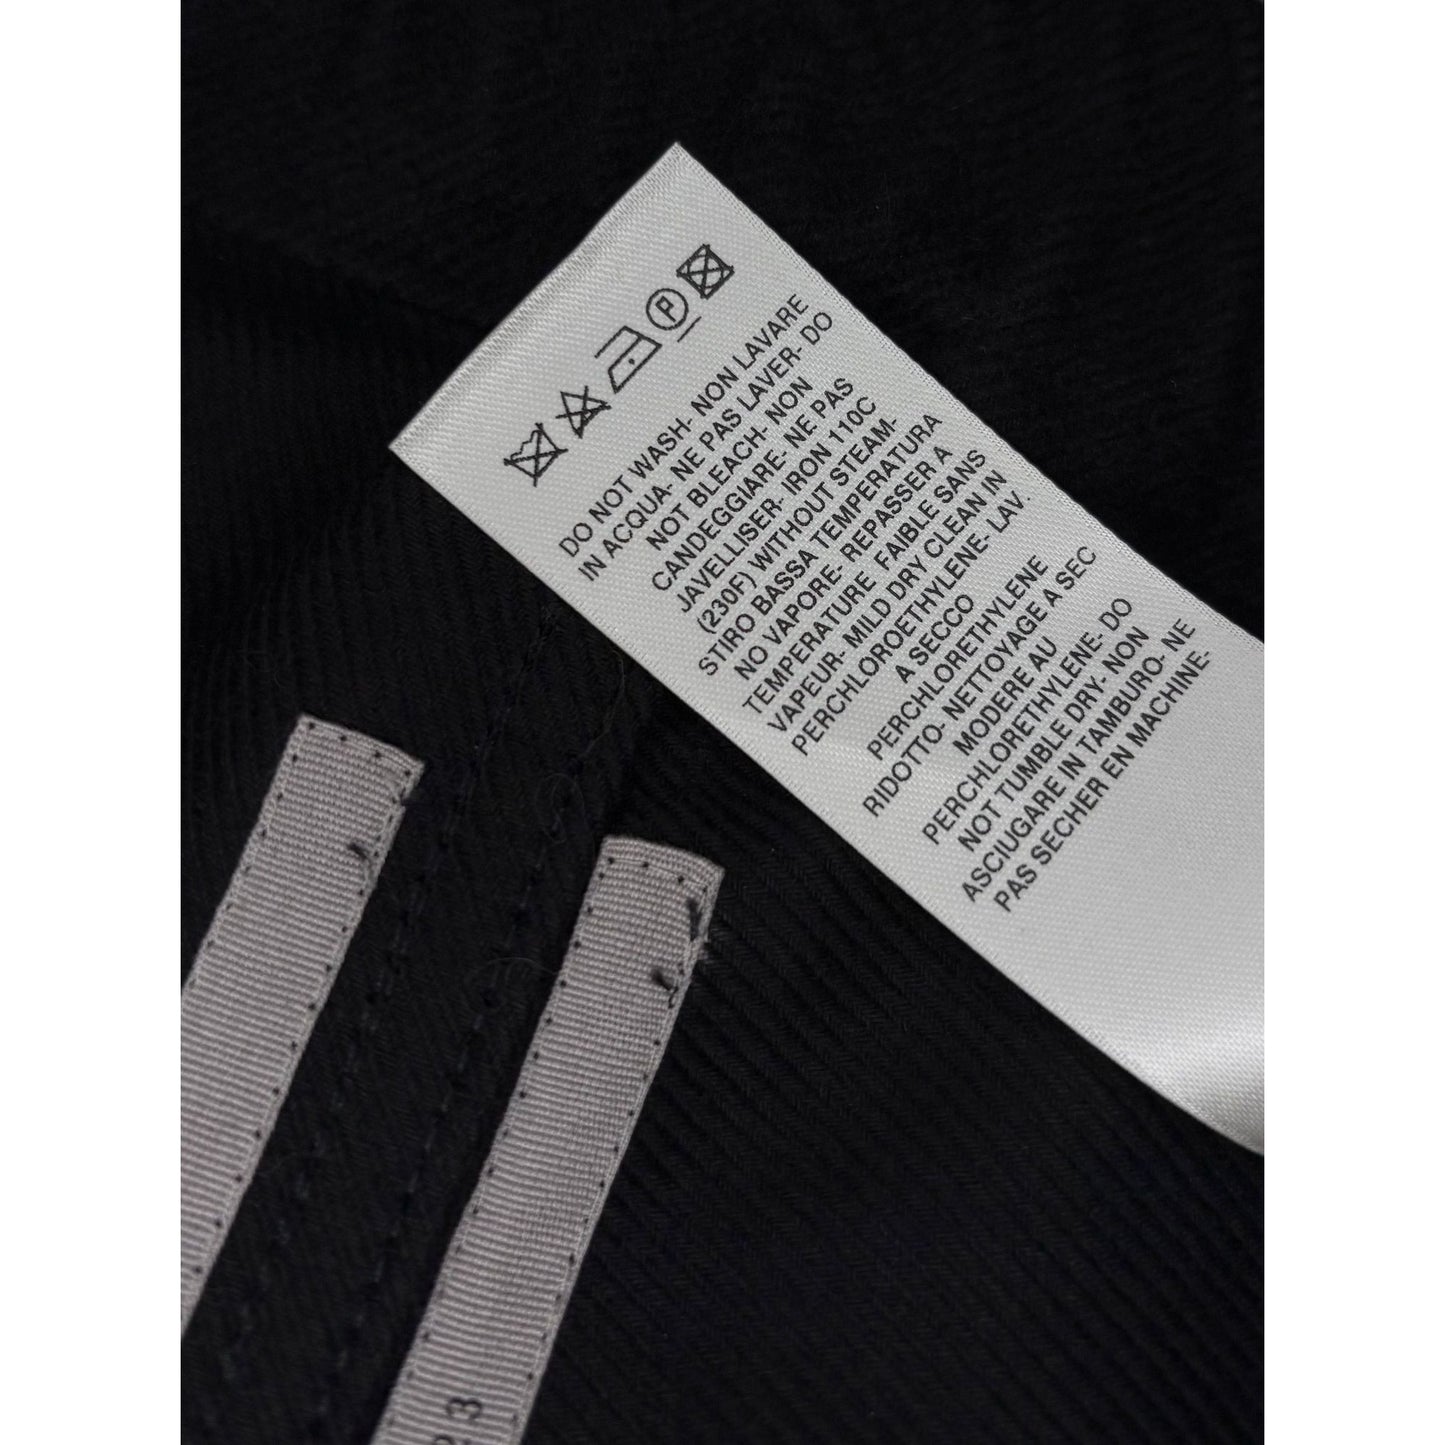 P
DO NOT WASH- NON LAVARE
IN ACQUA- NE PAS LAVER- DO
NOT BLEACH- NON
CANDEGGIARE- NE PAS
JAVELLISER- IRON 110C
(230F) WITHOUT STEAM-
STIRO BASSA TEMPERATURA
NO VAPORE- REPASSER A
TEMPERATURE FAIBLE SANS
VAPEUR- MILD DRY CLEAN IN
PERCHLOROETHYLENE- LAV.
A SECCO
PERCHLORETHYLENE
RIDOTTO- NETTOYAGE A SEC
MODERE AU
PERCHLORETHYLENE- DO
NOT TUMBLE DRY- NON
ASCIUGARE IN TAMBURO- NE
PAS SECHER EN MACHINE-
23